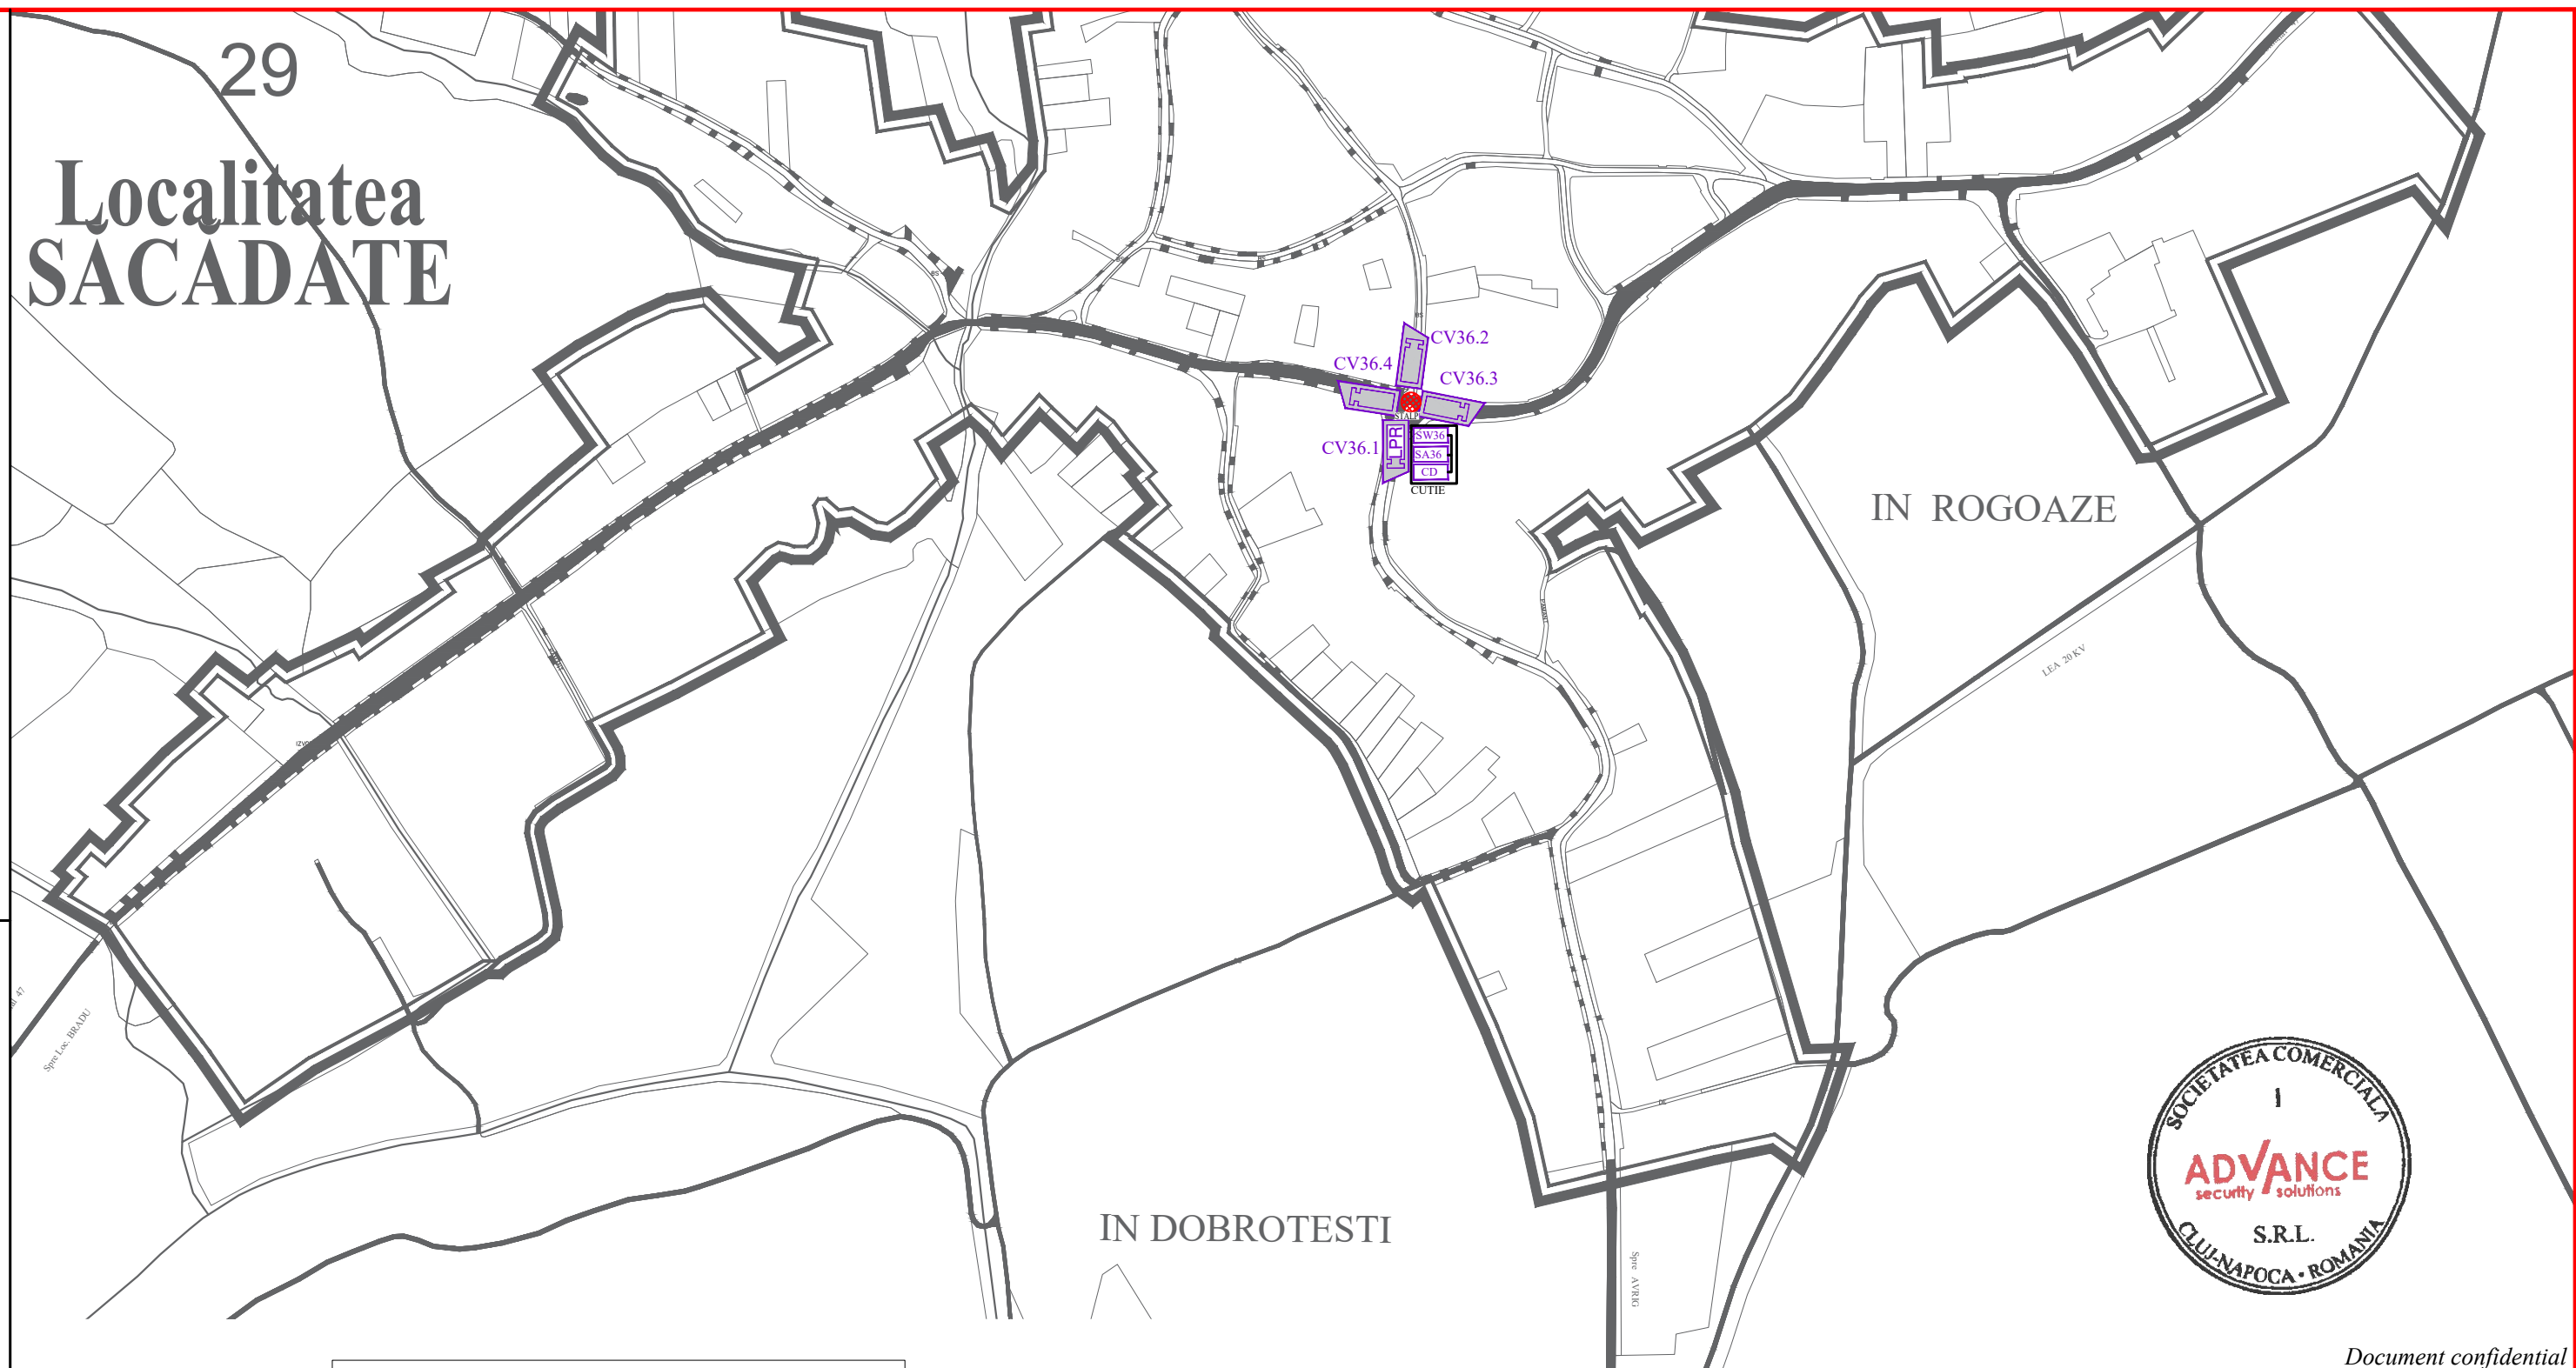 29
Localitatea
SĂCĂDATE
CV36.2
CV36.4
CV36.3
STALP
CV36.1
LPR
SW36
SA36
CD
CUTIE
IN ROGOAZE
LEA 20 KV
Spre Loc. BRADU
47
IN DOBROTESTI
Spre AVRIG
SOCIETATEA COMERCIALA
1
ADVANCE
security solutions
S.R.L.
CLUJ-NAPOCA • ROMANIA
Document confidential